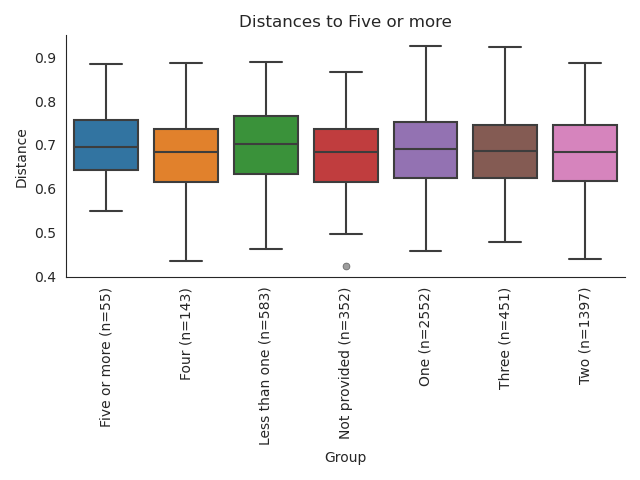 Distances to Five or more
Distance
0.9
0.8
0.7
0.6
0.5
0.4
Five or more (n=55)
Four (n=143)
Less than one (n=583)
Not provided (n=352)
One (n=2552)
Three (n=451)
Two (n=1397)
Group